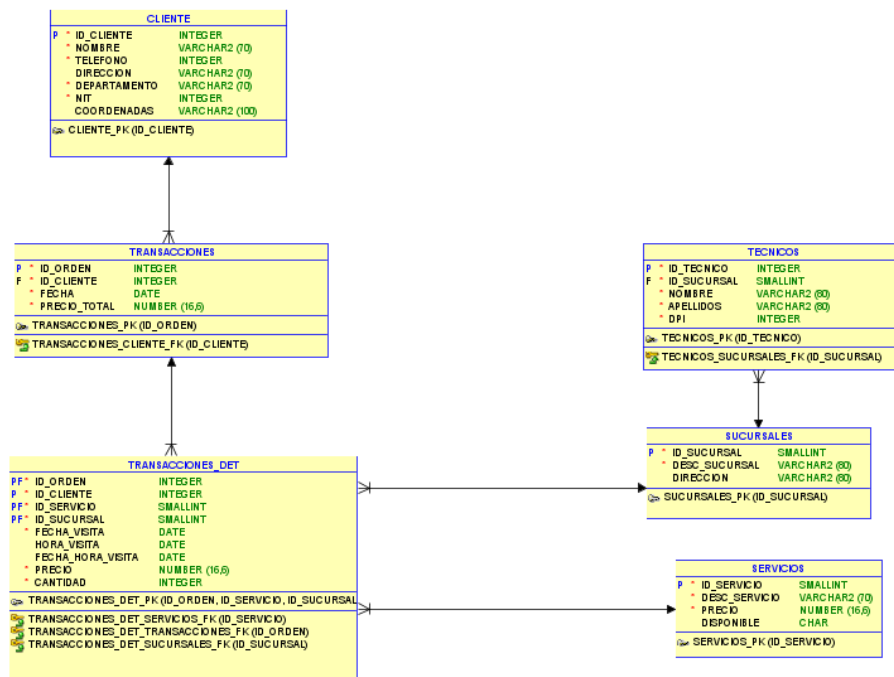 CLIENTE
P * ID_CLIENTE INTEGER
* NOMBRE VARCHAR2 (70)
* TELEFONO INTEGER
DIRECCION VARCHAR2 (70)
* DEPARTAMENTO VARCHAR2 (70)
* NIT INTEGER
COORDENADAS VARCHAR2 (100)
CLIENTE_PK (ID_CLIENTE)
TRANSACCIONES
P * ID_ORDEN INTEGER
F * ID_CLIENTE INTEGER
* FECHA DATE
* PRECIO_TOTAL NUMBER (16,6)
TRANSACCIONES_PK (ID_ORDEN)
TRANSACCIONES_CLIENTE_FK (ID_CLIENTE)
TECNICOS
P * ID_TECNICO INTEGER
F * ID_SUCURSAL SMALLINT
* NOMBRE VARCHAR2 (80)
* APELLIDOS VARCHAR2 (80)
* DPI INTEGER
TECNICOS_PK (ID_TECNICO)
TECNICOS_SUCURSALES_FK (ID_SUCURSAL)
SUCURSALES
P * ID_SUCURSAL SMALLINT
* DESC_SUCURSAL VARCHAR2 (80)
DIRECCION VARCHAR2 (80)
SUCURSALES_PK (ID_SUCURSAL)
TRANSACCIONES_DET
PF * ID_ORDEN INTEGER
P * ID_CLIENTE INTEGER
PF * ID_SERVICIO SMALLINT
PF * ID_SUCURSAL SMALLINT
* FECHA_VISITA DATE
HORA_VISITA DATE
FECHA_HORA_VISITA DATE
* PRECIO NUMBER (16,6)
* CANTIDAD INTEGER
TRANSACCIONES_DET_PK (ID_ORDEN, ID_SERVICIO, ID_SUCURSAL
TRANSACCIONES_DET_SERVICIOS_FK (ID_SERVICIO)
TRANSACCIONES_DET_TRANSACCIONES_FK (ID_ORDEN)
TRANSACCIONES_DET_SUCURSALES_FK (ID_SUCURSAL)
SERVICIOS
P * ID_SERVICIO SMALLINT
* DESC_SERVICIO VARCHAR2 (70)
* PRECIO NUMBER (16,6)
DISPONIBLE CHAR
SERVICIOS_PK (ID_SERVICIO)